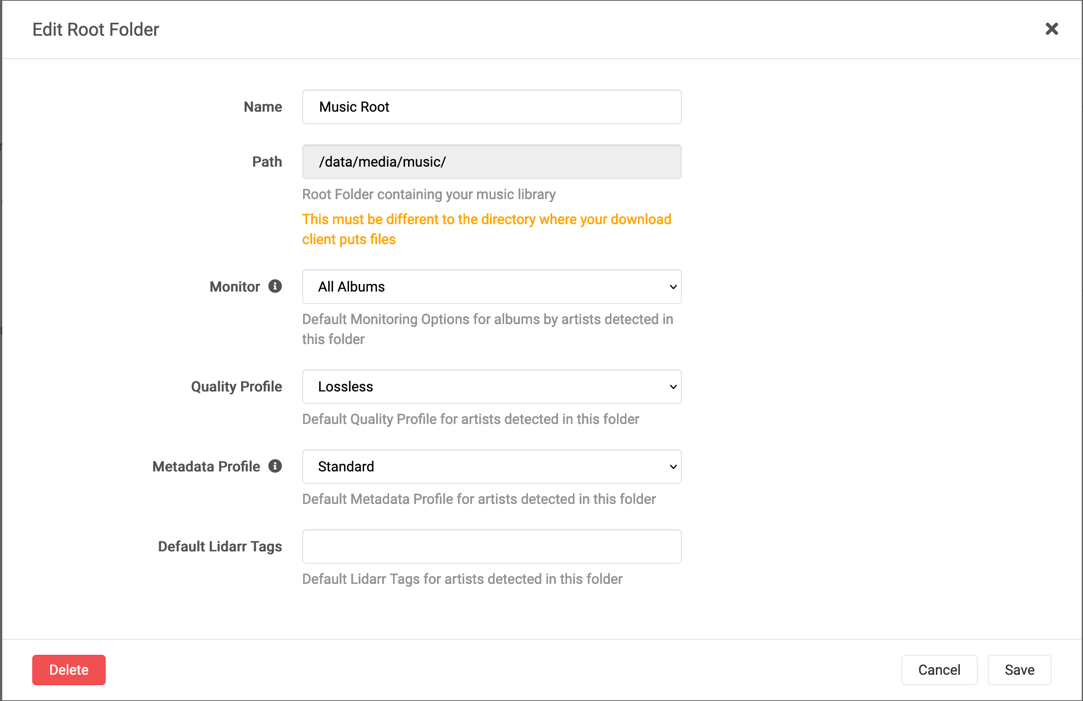 Edit Root Folder
Name
Music Root
Path
/data/media/music/
Root Folder containing your music library
This must be different to the directory where your download
client puts files
Monitor
All Albums
Default Monitoring Options for albums by artists detected in
this folder
Quality Profile
Lossless
Default Quality Profile for artists detected in this folder
Metadata Profile
Standard
Default Metadata Profile for artists detected in this folder
Default Lidarr Tags
Default Lidarr Tags for artists detected in this folder
Delete
Cancel
Save